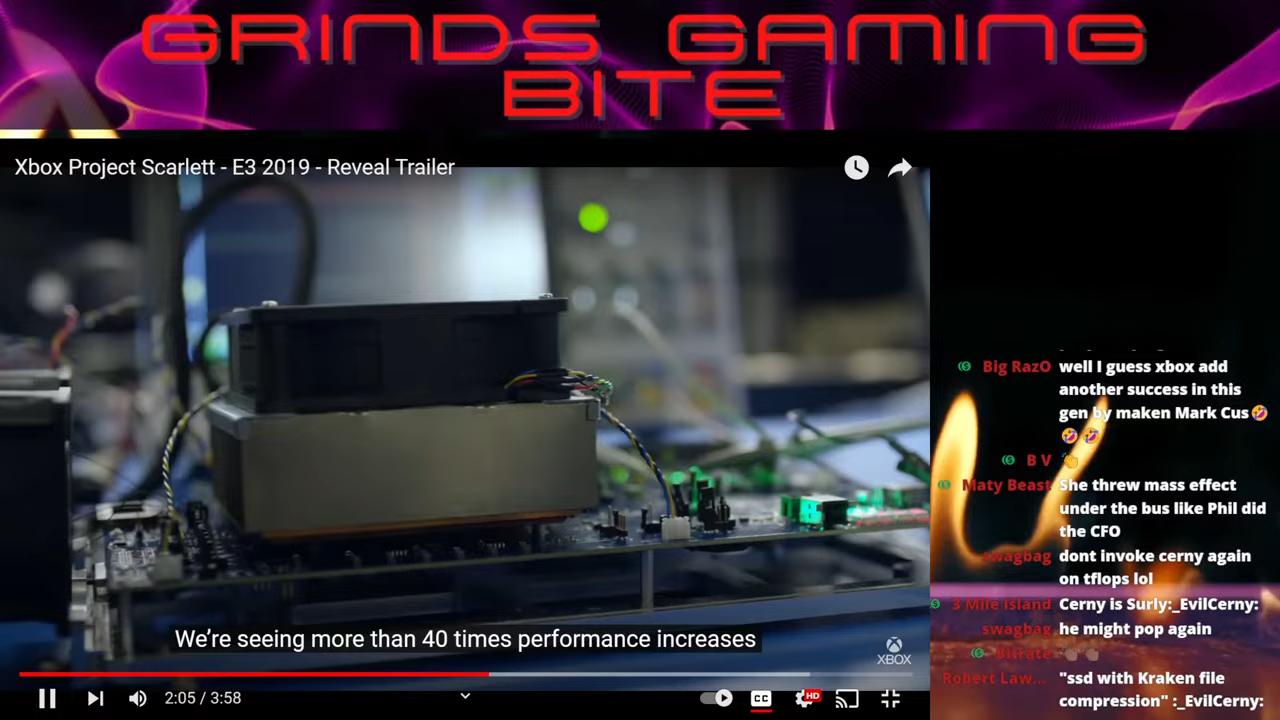 GRINDS GAMING
BITE
Xbox Project Scarlett - E3 2019 - Reveal Trailer
We're seeing more than 40 times performance increases
XBOX
2:05 / 3:58
CC
HD
Big RazO well I guess xbox add
another success in this
gen by maken Mark Cus🤣
🤣🤣
B V 👏
Maty Beast She threw mass effect
under the bus like Phil did
the CFO
swagbag dont invoke cerny again
on tflops lol
3 Mile island Cerny is Surly:_EvilCerny:
swagbag he might pop again
Bitrate 👏👏
Robert Law... "ssd with Kraken file
compression" :_EvilCerny: